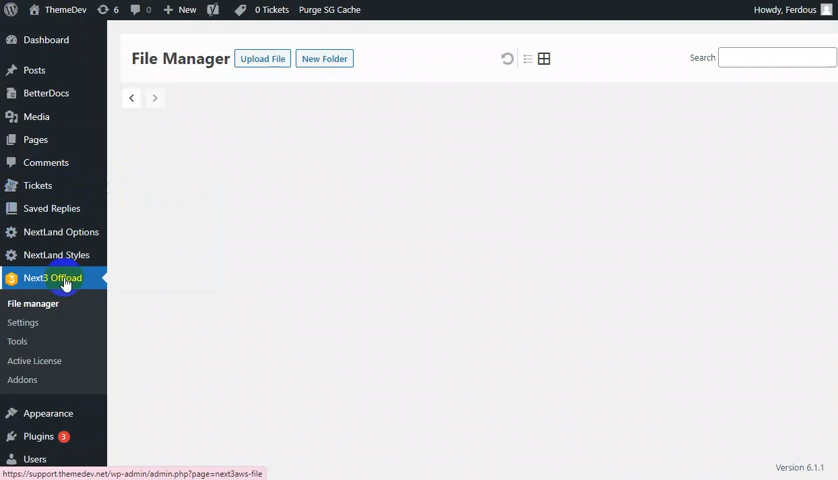 ThemeDev 6 0 New 0 Tickets Purge SG Cache Howdy, Ferdous
Dashboard
Posts
BetterDocs
Media
Pages
Comments
Tickets
Saved Replies
NextLand Options
NextLand Styles
Next3 Offload
File manager
Settings
Tools
Active License
Addons
Appearance
Plugins 3
Users
File Manager Upload File New Folder Search
https://support.themedev.net/wp-admin/admin.php?page=next3aws-file
Version 6.1.1